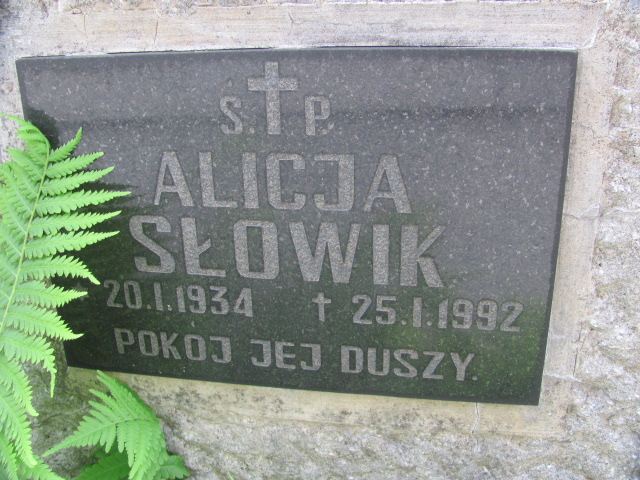 S. P.
ALICJA
SŁOWIK
20.I.1934 † 25.I.1992
POKOJ JEJ DUSZY.